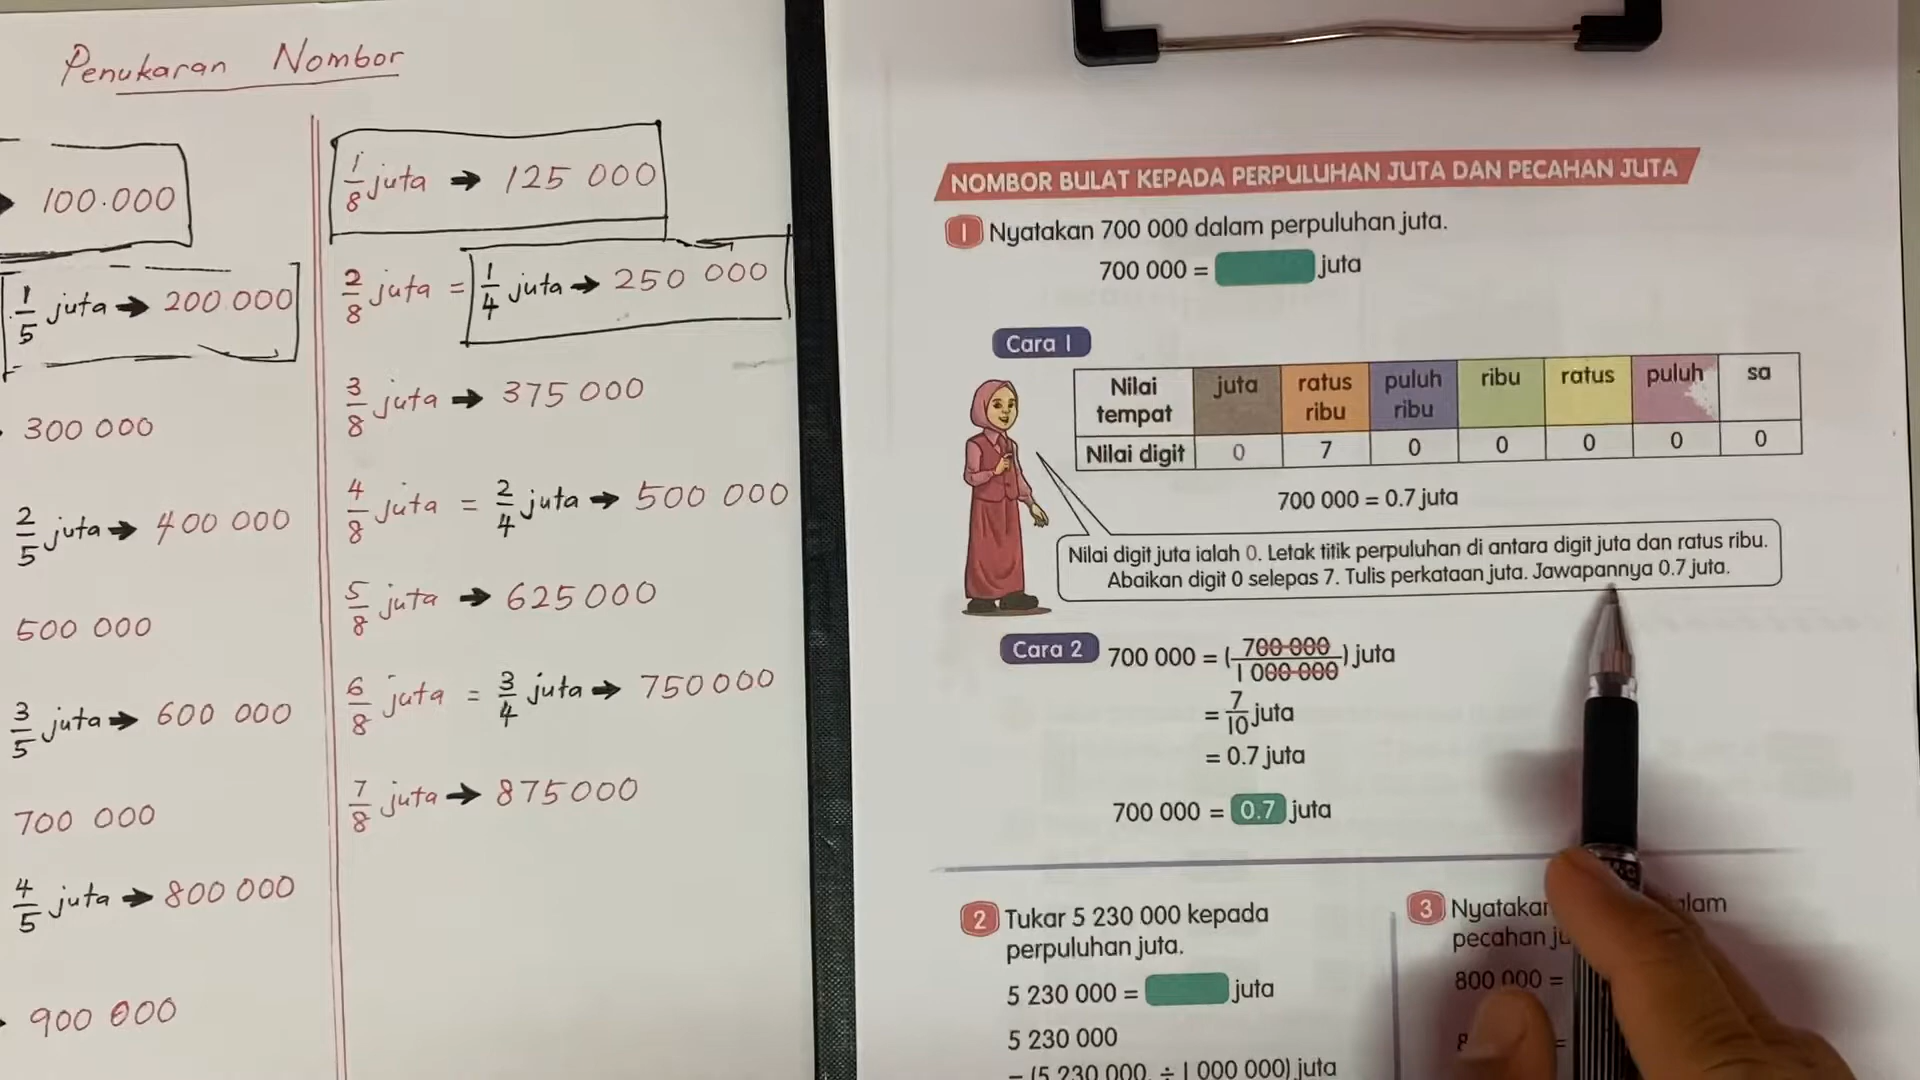 Penukaran Nombor
100.000
1/5 juta → 200 000
300 000
2/5 juta → 400 000
500 000
3/5 juta → 600 000
700 000
4/5 juta → 800 000
900 000
1/8 juta → 125 000
2/8 juta = 1/4 juta → 250 000
3/8 juta → 375 000
4/8 juta = 2/4 juta → 500 000
5/8 juta → 625 000
6/8 juta = 3/4 juta → 750 000
7/8 juta → 875 000
NOMBOR BULAT KEPADA PERPULUHAN JUTA DAN PECAHAN JUTA
1 Nyatakan 700 000 dalam perpuluhan juta.
700 000 = juta
Cara 1
Nilai tempat juta ratus ribu puluh ribu ribu ratus puluh sa
Nilai digit 0 7 0 0 0 0 0
700 000 = 0.7 juta
Nilai digit juta ialah 0. Letak titik perpuluhan di antara digit juta dan ratus ribu.
Abaikan digit 0 selepas 7. Tulis perkataan juta. Jawapannya 0.7 juta.
Cara 2 700 000 = (700 000/1 000 000) juta
= 7/10 juta
= 0.7 juta
700 000 = 0.7 juta
2 Tukar 5 230 000 kepada
perpuluhan juta.
5 230 000 = juta
5 230 000
= (5 230 000 ÷ 1 000 000) juta
3 Nyatakan
pecahan
800 000 =